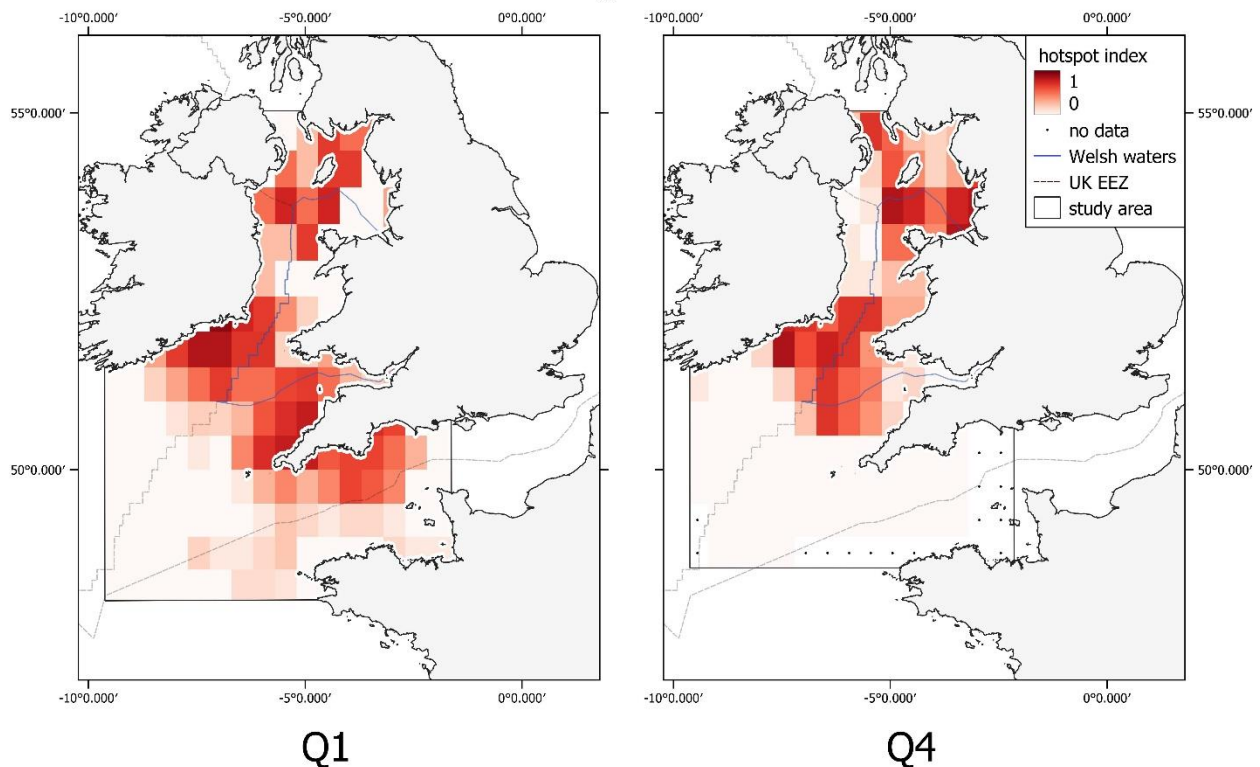 -10°0.000′ -5°0.000′ 0°0.000′ -10°0.000′ -5°0.000′ 0°0.000′
hotspot index
1
0
no data
Welsh waters
UK EEZ
study area
55°0.000′ 55°0.000′
50°0.000′ 50°0.000′
-10°0.000′ -5°0.000′ 0°0.000′ -10°0.000′ -5°0.000′ 0°0.000′
Q1 Q4